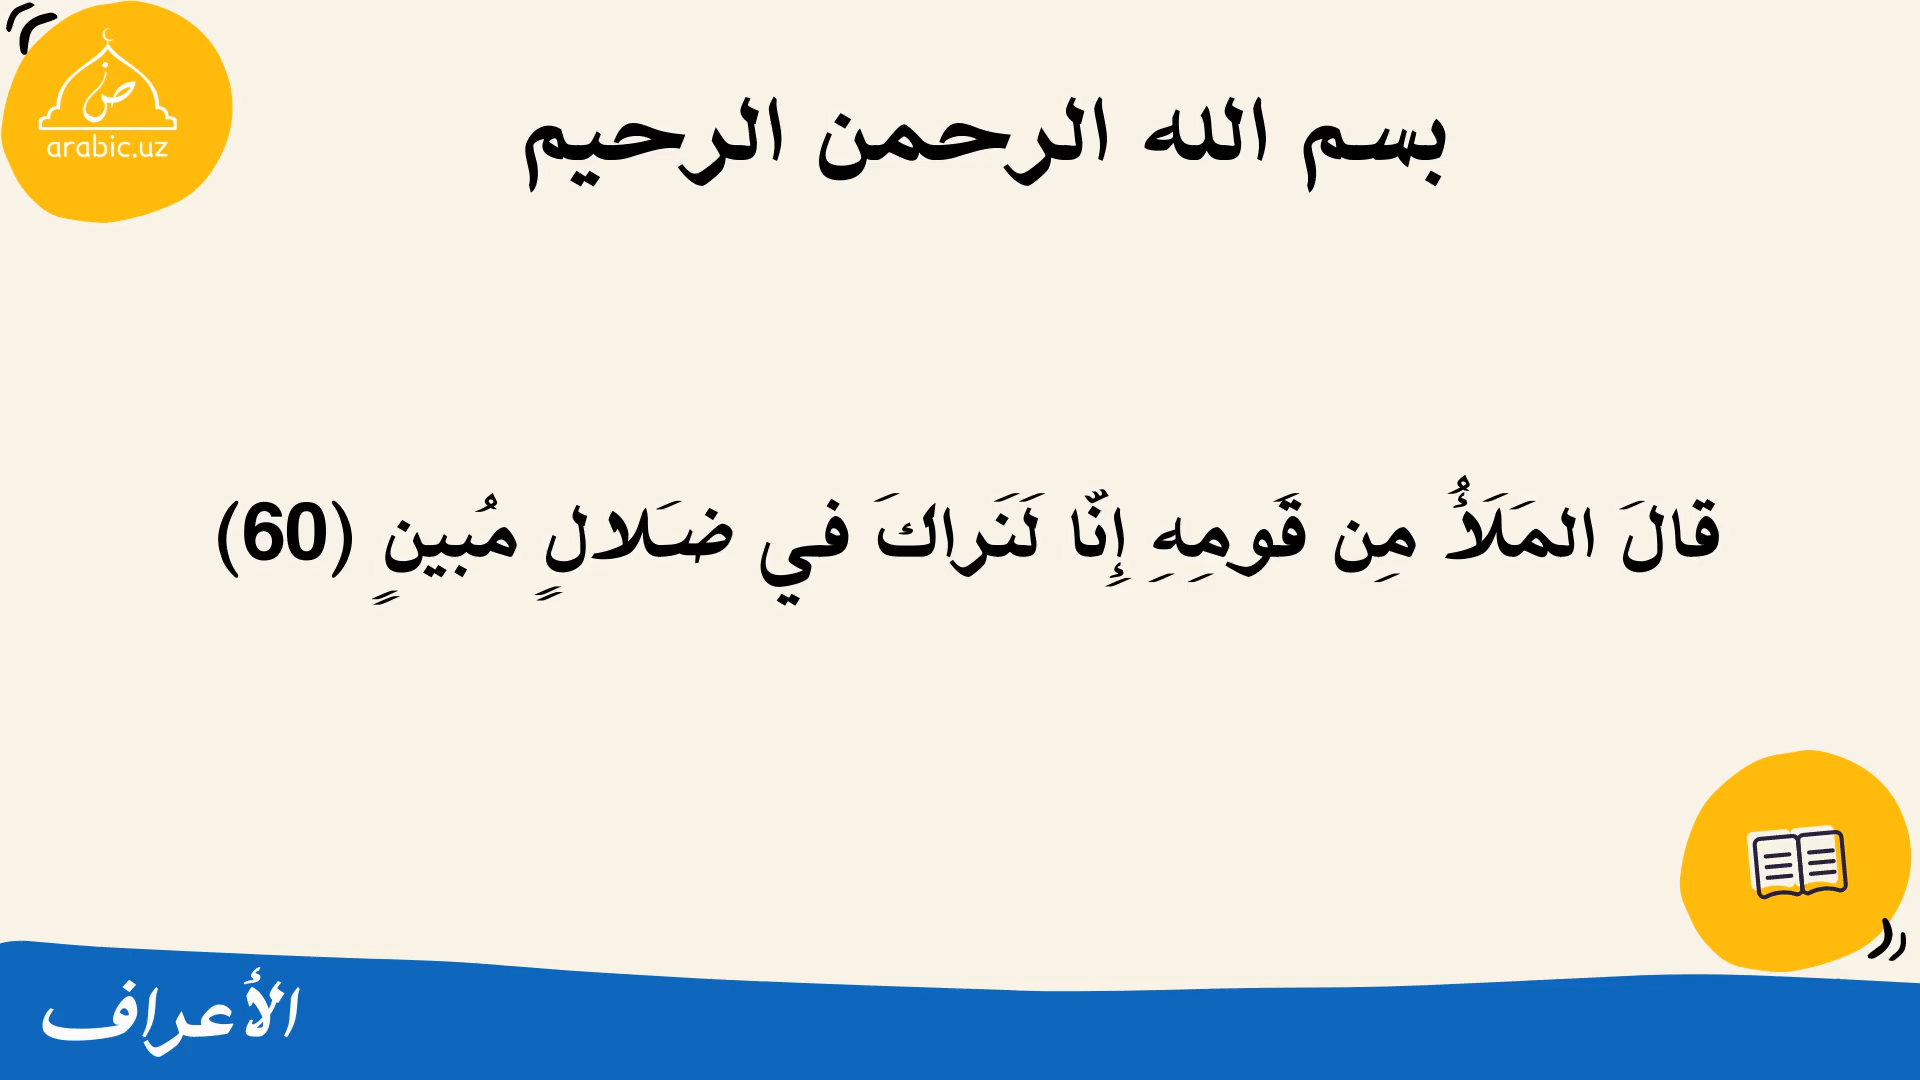 ض
arabic.uz
بسم الله الرحمن الرحيم
قالَ المَلَأُ مِن قَومِهِ إِنّا لَنَراكَ في ضَلالٍ مُبينٍ (60)
الأعراف